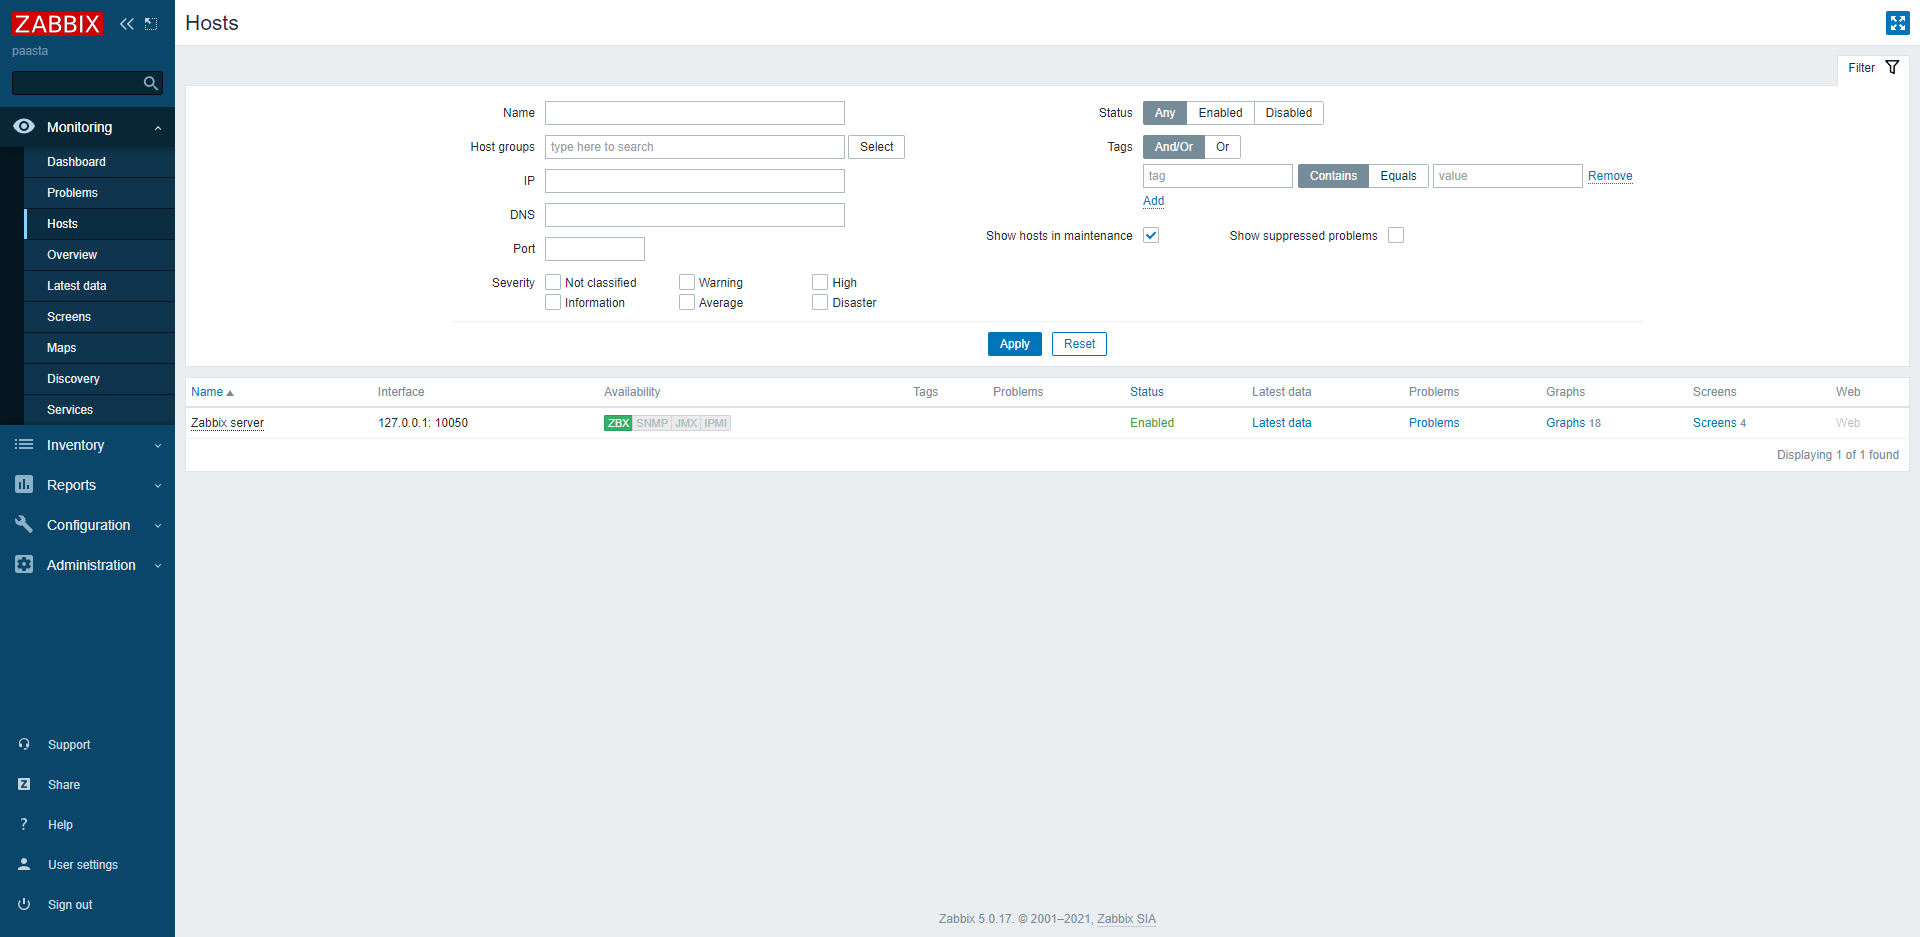 ZABBIX
paasta
Monitoring
Dashboard
Problems
Hosts
Overview
Latest data
Screens
Maps
Discovery
Services
Inventory
Reports
Configuration
Administration
Support
Z Share
? Help
User settings
Sign out
Hosts
Filter
Name
Host groups type here to search Select
IP
DNS
Port
Severity Not classified Warning High
Information Average Disaster
Status Any Enabled Disabled
Tags And/Or Or
tag Contains Equals value Remove
Add
Show hosts in maintenance Show suppressed problems
Apply Reset
Name Interface Availability Tags Problems Status Latest data Problems Graphs Screens Web
Zabbix server 127.0.0.1: 10050 ZBX SNMP JMX IPMI Enabled Latest data Problems Graphs 18 Screens 4 Web
Displaying 1 of 1 found
Zabbix 5.0.17. © 2001–2021, Zabbix SIA